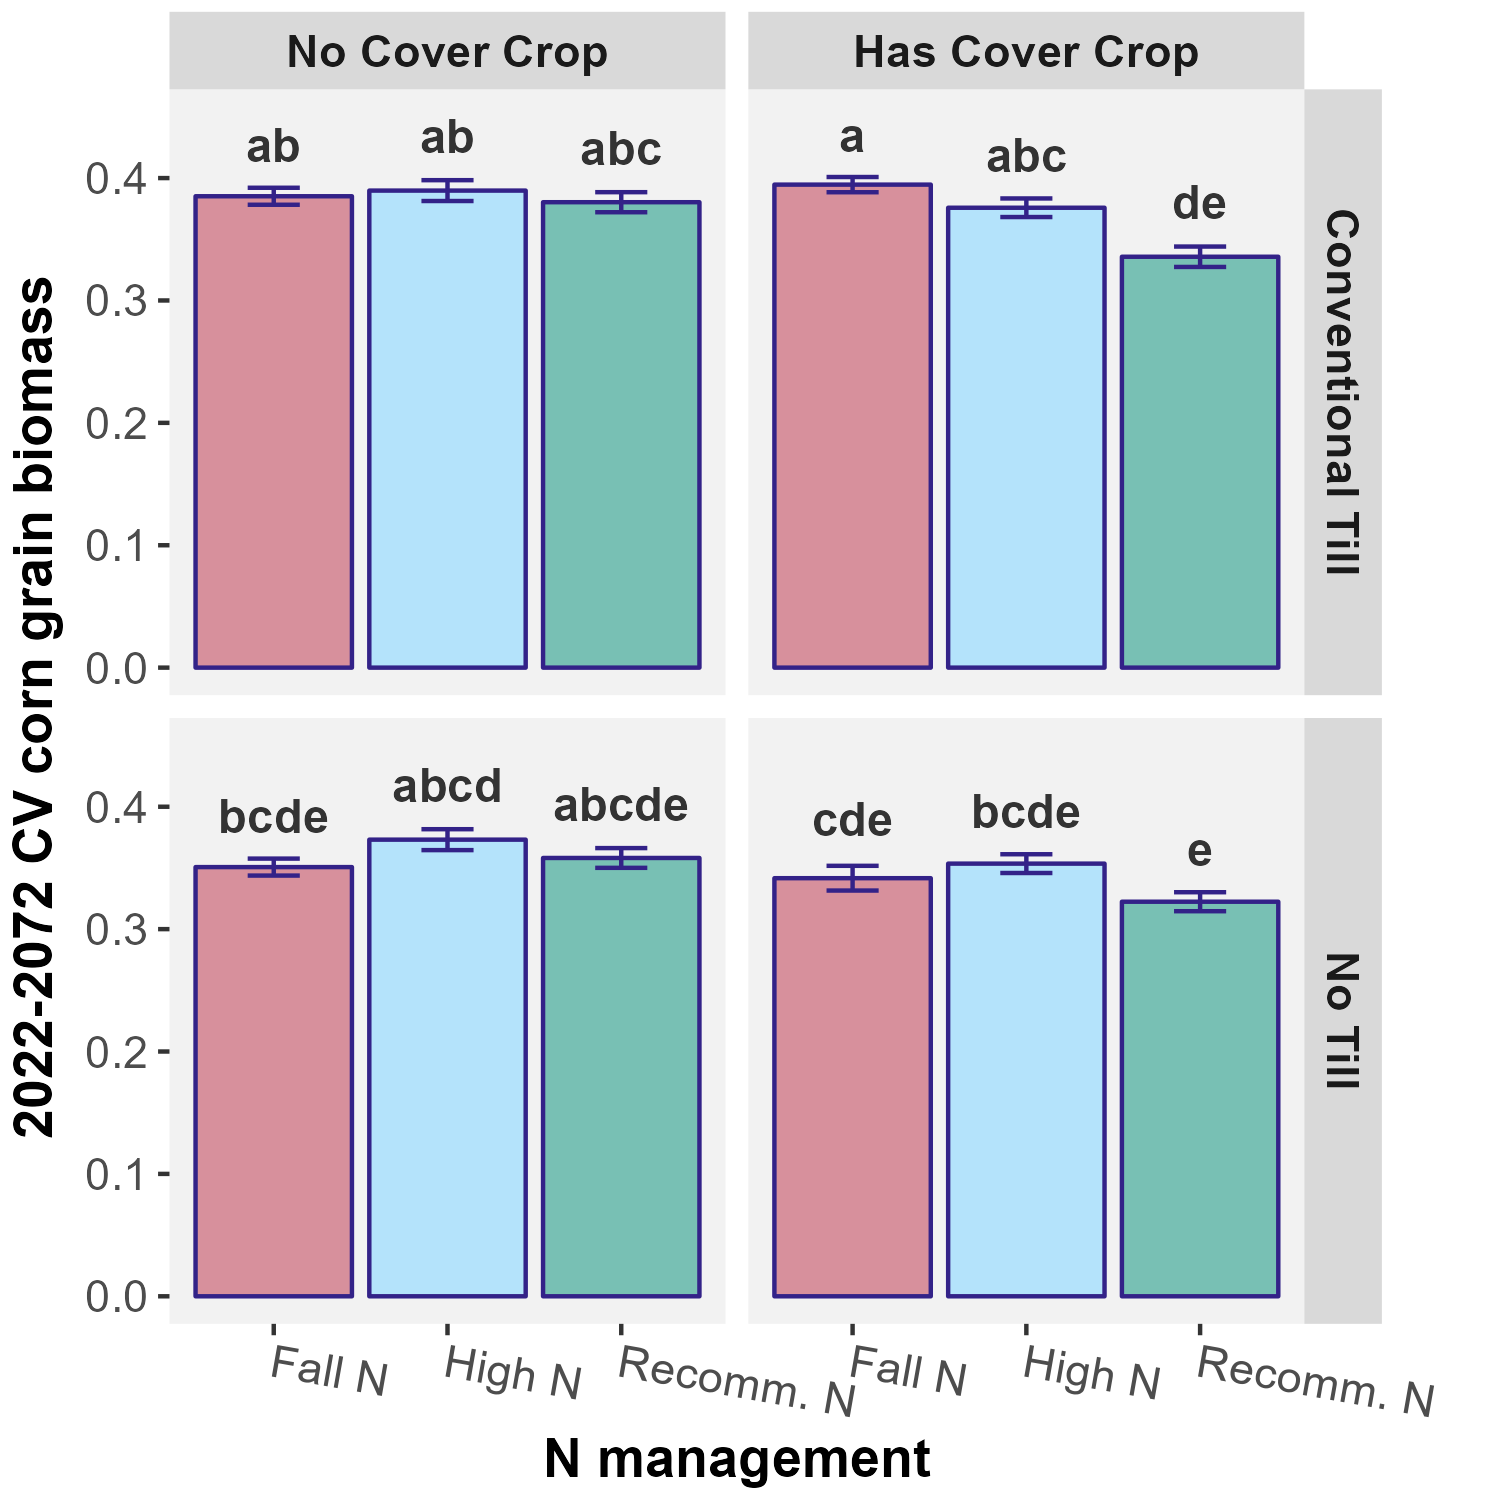 No Cover Crop
Has Cover Crop
2022-2072 CV corn grain biomass
0.4
0.3
0.2
0.1
0.0
ab
ab
abc
a
abc
de
Conventional Till
0.4
0.3
0.2
0.1
0.0
bcde
abcd
abcde
cde
bcde
e
No Till
Fall N
High N
Recomm. N
Fall N
High N
Recomm. N
N management